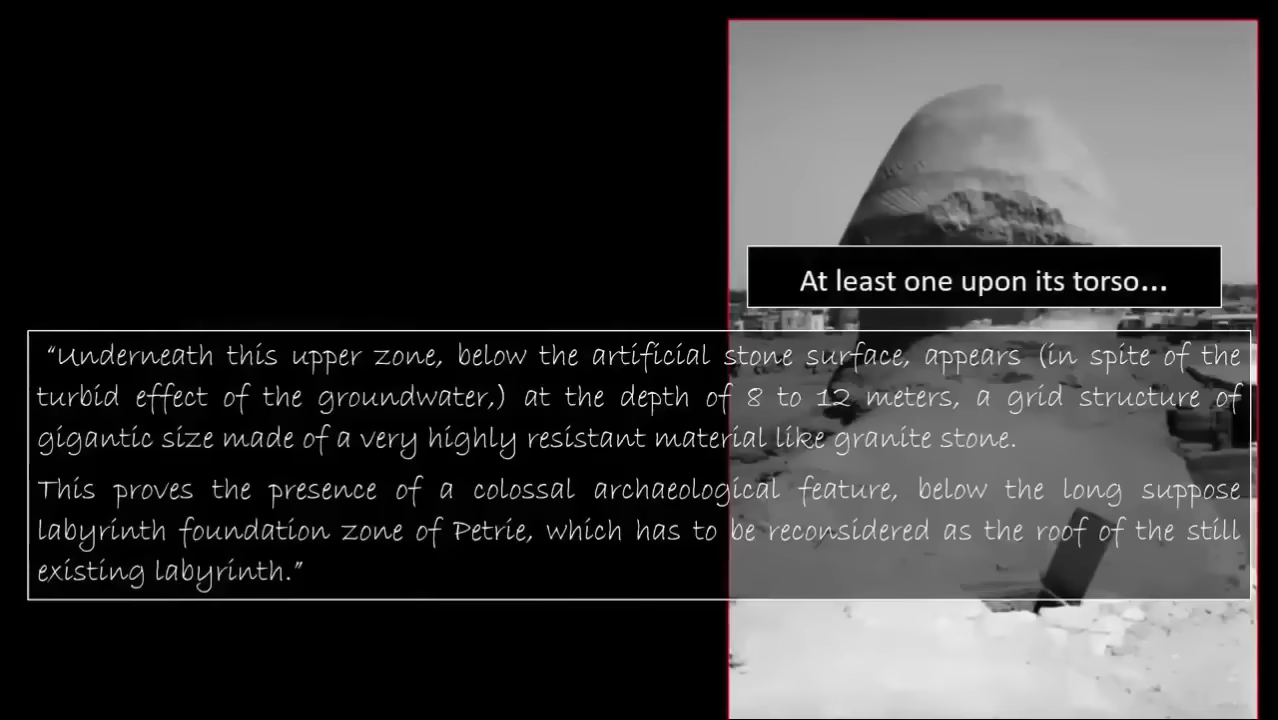 At least one upon its torso...
“Underneath this upper zone, below the artificial stone surface, appears (in spite of the
turbid effect of the groundwater,) at the depth of 8 to 12 meters, a grid structure of
gigantic size made of a very highly resistant material like granite stone.
This proves the presence of a colossal archaeological feature, below the long suppose
labyrinth foundation zone of Petrie, which has to be reconsidered as the roof of the still
existing labyrinth.”